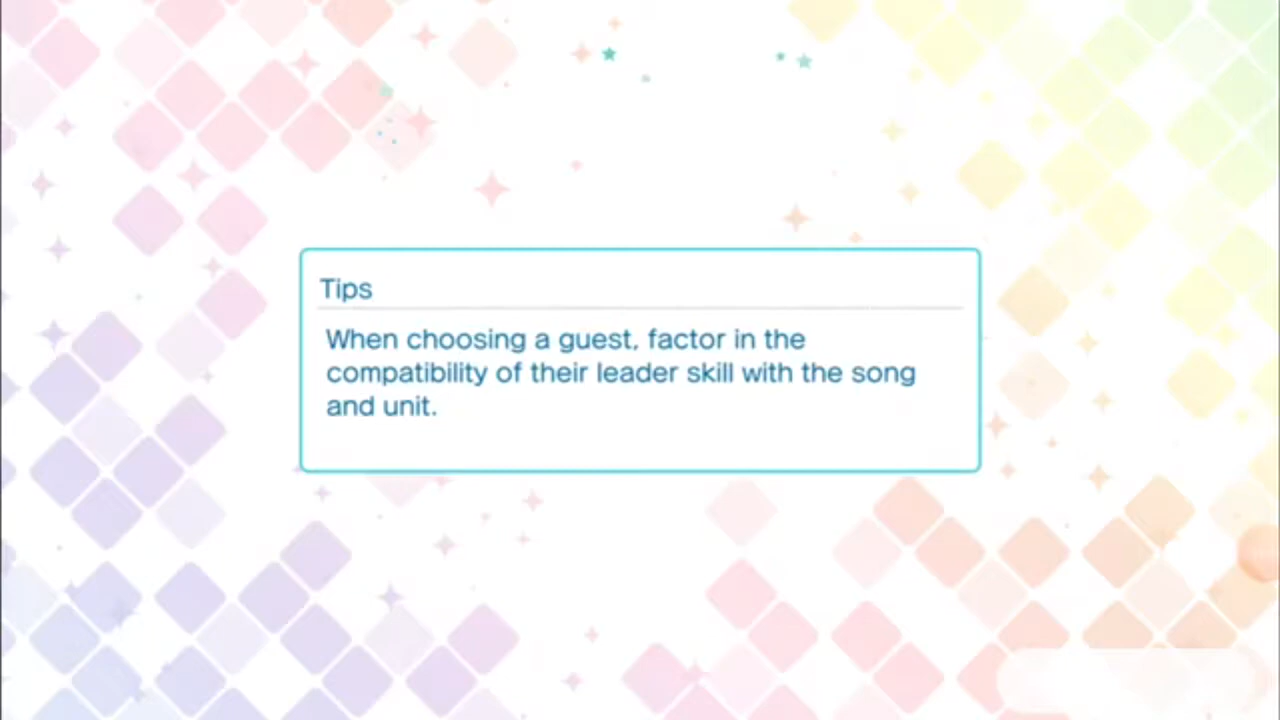 Tips
When choosing a guest, factor in the
compatibility of their leader skill with the song
and unit.